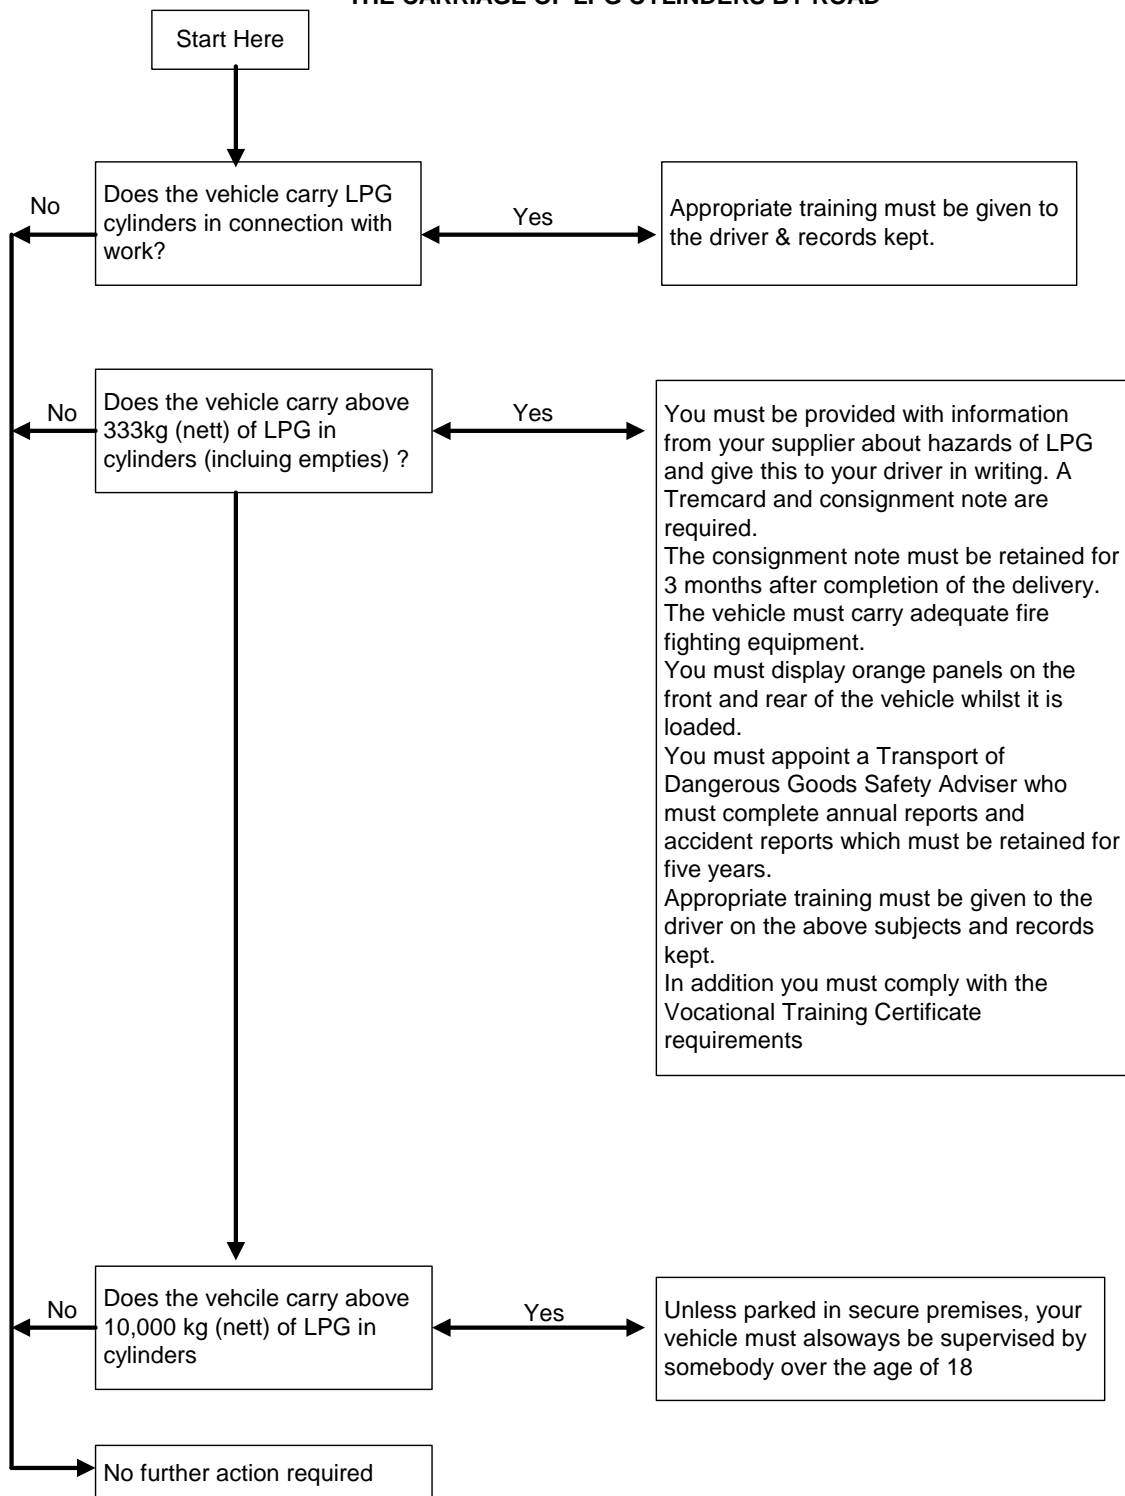 THE CARRIAGE OF LPG CYLINDERS BY ROAD
Start Here
Does the vehicle carry LPG
cylinders in connection with
work?
No
Yes
Appropriate training must be given to
the driver & records kept.
Does the vehicle carry above
333kg (nett) of LPG in
cylinders (incluing empties) ?
No
Yes
You must be provided with information
from your supplier about hazards of LPG
and give this to your driver in writing. A
Tremcard and consignment note are
required.
The consignment note must be retained for
3 months after completion of the delivery.
The vehicle must carry adequate fire
fighting equipment.
You must display orange panels on the
front and rear of the vehicle whilst it is
loaded.
You must appoint a Transport of
Dangerous Goods Safety Adviser who
must complete annual reports and
accident reports which must be retained for
five years.
Appropriate training must be given to the
driver on the above subjects and records
kept.
In addition you must comply with the
Vocational Training Certificate
requirements
Does the vehcile carry above
10,000 kg (nett) of LPG in
cylinders
No
Yes
Unless parked in secure premises, your
vehicle must alsoways be supervised by
somebody over the age of 18
No further action required